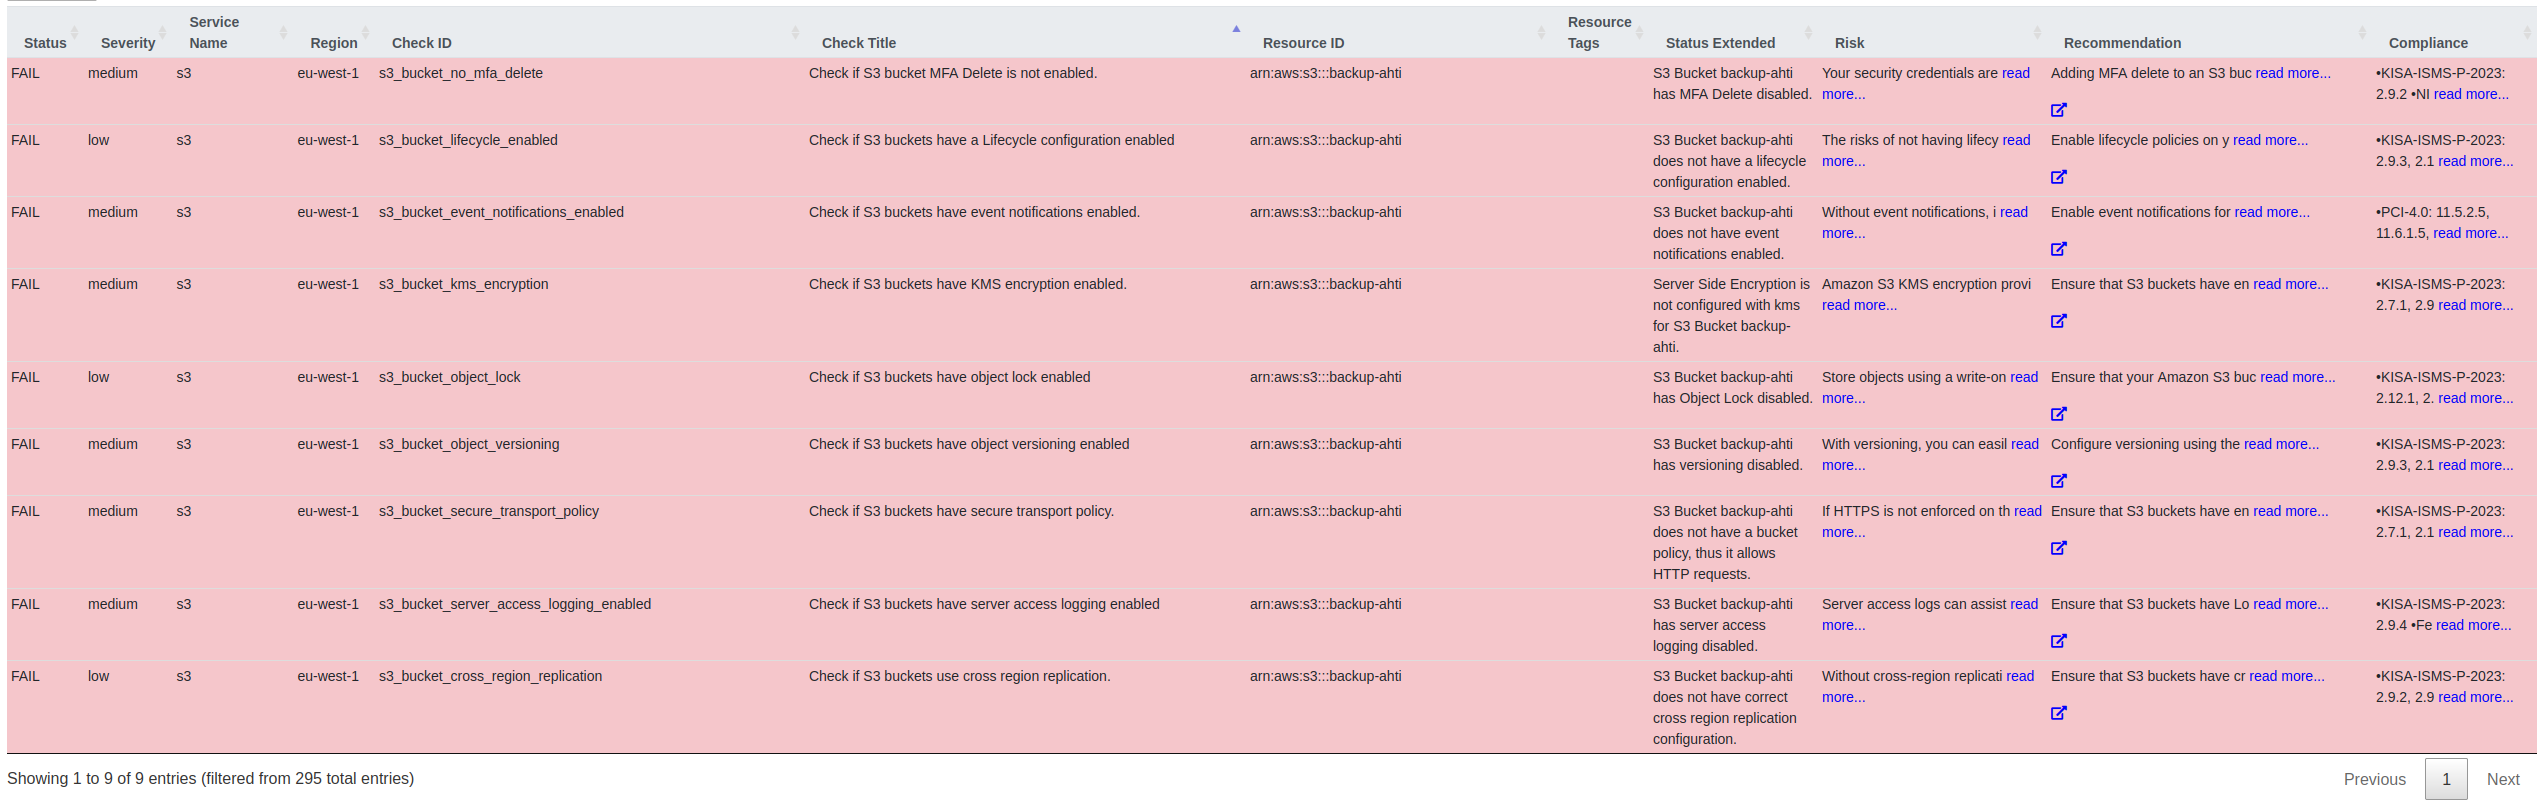 Status Severity Service Name Region Check ID Check Title Resource ID Resource Tags Status Extended Risk Recommendation Compliance
FAIL medium s3 eu-west-1 s3_bucket_no_mfa_delete Check if S3 bucket MFA Delete is not enabled. arn:aws:s3:::backup-ahti S3 Bucket backup-ahti Your security credentials are read Adding MFA delete to an S3 buc read more... •KISA-ISMS-P-2023:
has MFA Delete disabled. more... 2.9.2 •NI read more...
FAIL low s3 eu-west-1 s3_bucket_lifecycle_enabled Check if S3 buckets have a Lifecycle configuration enabled arn:aws:s3:::backup-ahti S3 Bucket backup-ahti The risks of not having lifecy read Enable lifecycle policies on y read more... •KISA-ISMS-P-2023:
does not have a lifecycle more... 2.9.3, 2.1 read more...
configuration enabled.
FAIL medium s3 eu-west-1 s3_bucket_event_notifications_enabled Check if S3 buckets have event notifications enabled. arn:aws:s3:::backup-ahti S3 Bucket backup-ahti Without event notifications, i read Enable event notifications for read more... •PCI-4.0: 11.5.2.5,
does not have event more... 11.6.1.5, read more...
notifications enabled.
FAIL medium s3 eu-west-1 s3_bucket_kms_encryption Check if S3 buckets have KMS encryption enabled. arn:aws:s3:::backup-ahti Server Side Encryption is Amazon S3 KMS encryption provi Ensure that S3 buckets have en read more... •KISA-ISMS-P-2023:
not configured with kms read more... 2.7.1, 2.9 read more...
for S3 Bucket backup-
ahti.
FAIL low s3 eu-west-1 s3_bucket_object_lock Check if S3 buckets have object lock enabled arn:aws:s3:::backup-ahti S3 Bucket backup-ahti Store objects using a write-on read Ensure that your Amazon S3 buc read more... •KISA-ISMS-P-2023:
has Object Lock disabled. more... 2.12.1, 2. read more...
FAIL medium s3 eu-west-1 s3_bucket_object_versioning Check if S3 buckets have object versioning enabled arn:aws:s3:::backup-ahti S3 Bucket backup-ahti With versioning, you can easil read Configure versioning using the read more... •KISA-ISMS-P-2023:
has versioning disabled. more... 2.9.3, 2.1 read more...
FAIL medium s3 eu-west-1 s3_bucket_secure_transport_policy Check if S3 buckets have secure transport policy. arn:aws:s3:::backup-ahti S3 Bucket backup-ahti If HTTPS is not enforced on th read Ensure that S3 buckets have en read more... •KISA-ISMS-P-2023:
does not have a bucket more... 2.7.1, 2.1 read more...
policy, thus it allows
HTTP requests.
FAIL medium s3 eu-west-1 s3_bucket_server_access_logging_enabled Check if S3 buckets have server access logging enabled arn:aws:s3:::backup-ahti S3 Bucket backup-ahti Server access logs can assist read Ensure that S3 buckets have Lo read more... •KISA-ISMS-P-2023:
has server access more... 2.9.4 •Fe read more...
logging disabled.
FAIL low s3 eu-west-1 s3_bucket_cross_region_replication Check if S3 buckets use cross region replication. arn:aws:s3:::backup-ahti S3 Bucket backup-ahti Without cross-region replicati read Ensure that S3 buckets have cr read more... •KISA-ISMS-P-2023:
does not have correct more... 2.9.2, 2.9 read more...
cross region replication
configuration.
Showing 1 to 9 of 9 entries (filtered from 295 total entries) Previous 1 Next